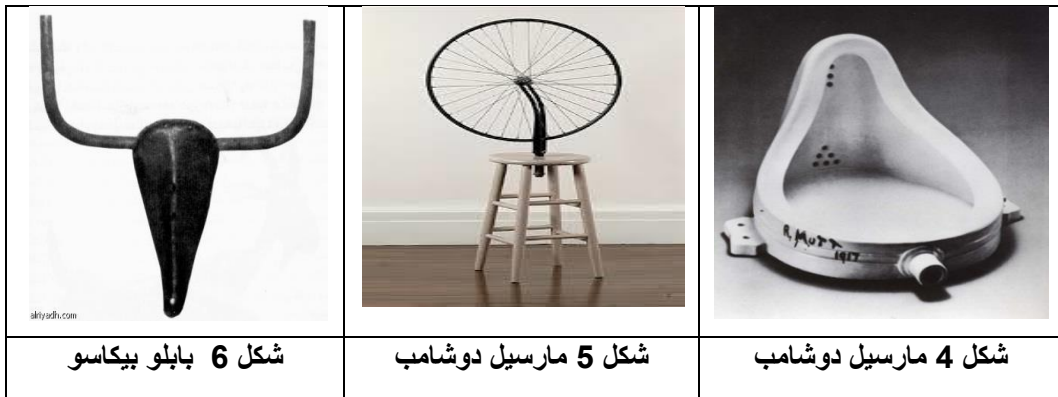 R. MUTT
1917
alriyadh.com
شكل 4 مارسيل دوشامب
شكل 5 مارسيل دوشامب
شكل 6 بابلو بيكاسو